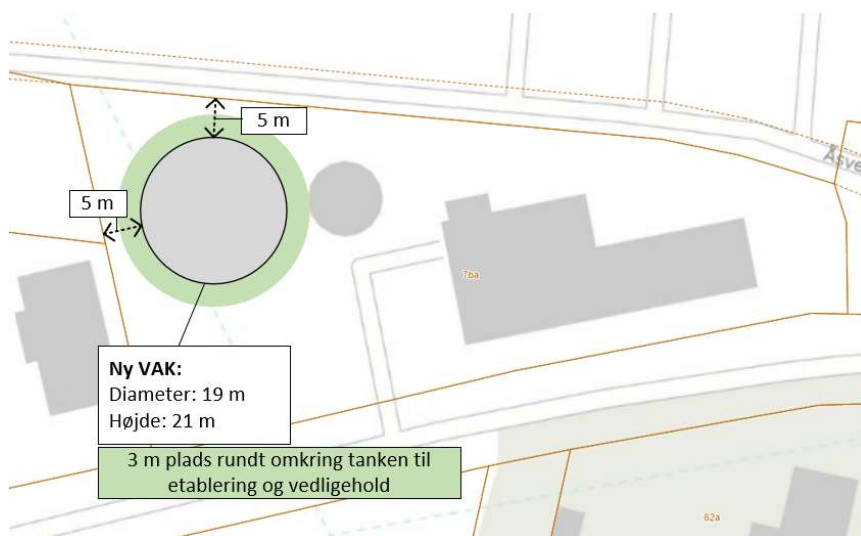 5 m
Åsve
5 m
7ba
Ny VAK:
Diameter: 19 m
Højde: 21 m
3 m plads rundt omkring tanken til
etablering og vedligehold
62a